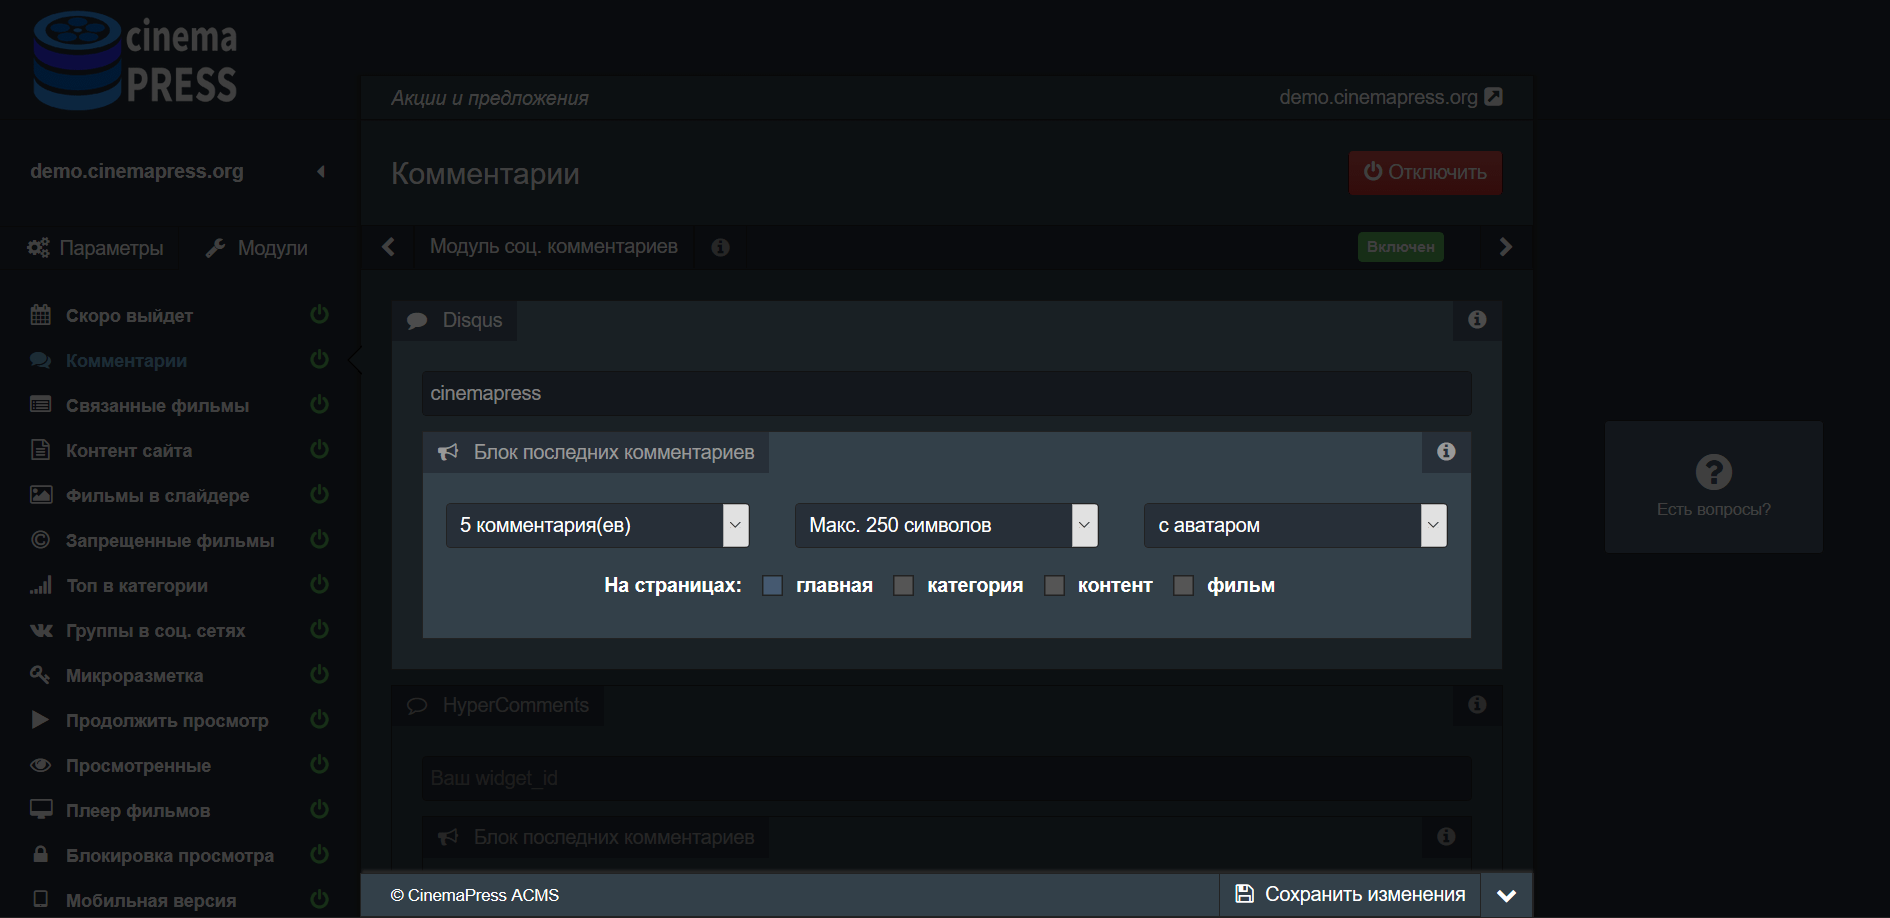 cinema
PRESS
Акции и предложения
demo.cinemapress.org
demo.cinemapress.org
Комментарии
Отключить
Параметры
Модули
Модуль соц. комментариев
Включен
Скоро выйдет
Комментарии
Связанные фильмы
Контент сайта
Фильмы в слайдере
Запрещенные фильмы
Топ в категории
Группы в соц. сетях
Микроразметка
Продолжить просмотр
Просмотренные
Плеер фильмов
Блокировка просмотра
Мобильная версия
Disqus
cinemapress
Блок последних комментариев
5 комментария(ев)
Макс. 250 символов
с аватаром
На страницах: главная категория контент фильм
HyperComments
Ваш widget_id
Блок последних комментариев
Есть вопросы?
© CinemaPress ACMS
Сохранить изменения